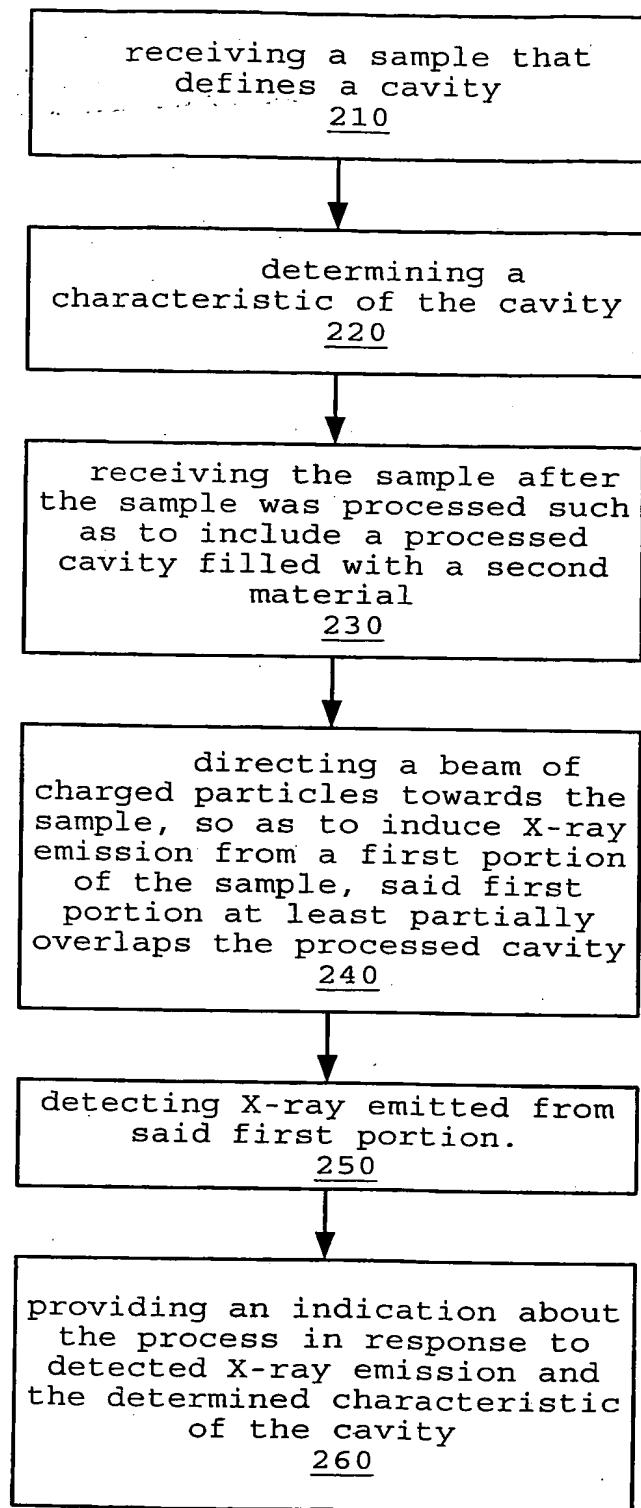 receiving a sample that
defines a cavity
210
determining a
characteristic of the cavity
220
receiving the sample after
the sample was processed such
as to include a processed
cavity filled with a second
material
230
directing a beam of
charged particles towards the
sample, so as to induce X-ray
emission from a first portion
of the sample, said first
portion at least partially
overlaps the processed cavity
240
detecting X-ray emitted from
said first portion.
250
providing an indication about
the process in response to
detected X-ray emission and
the determined characteristic
of the cavity
260